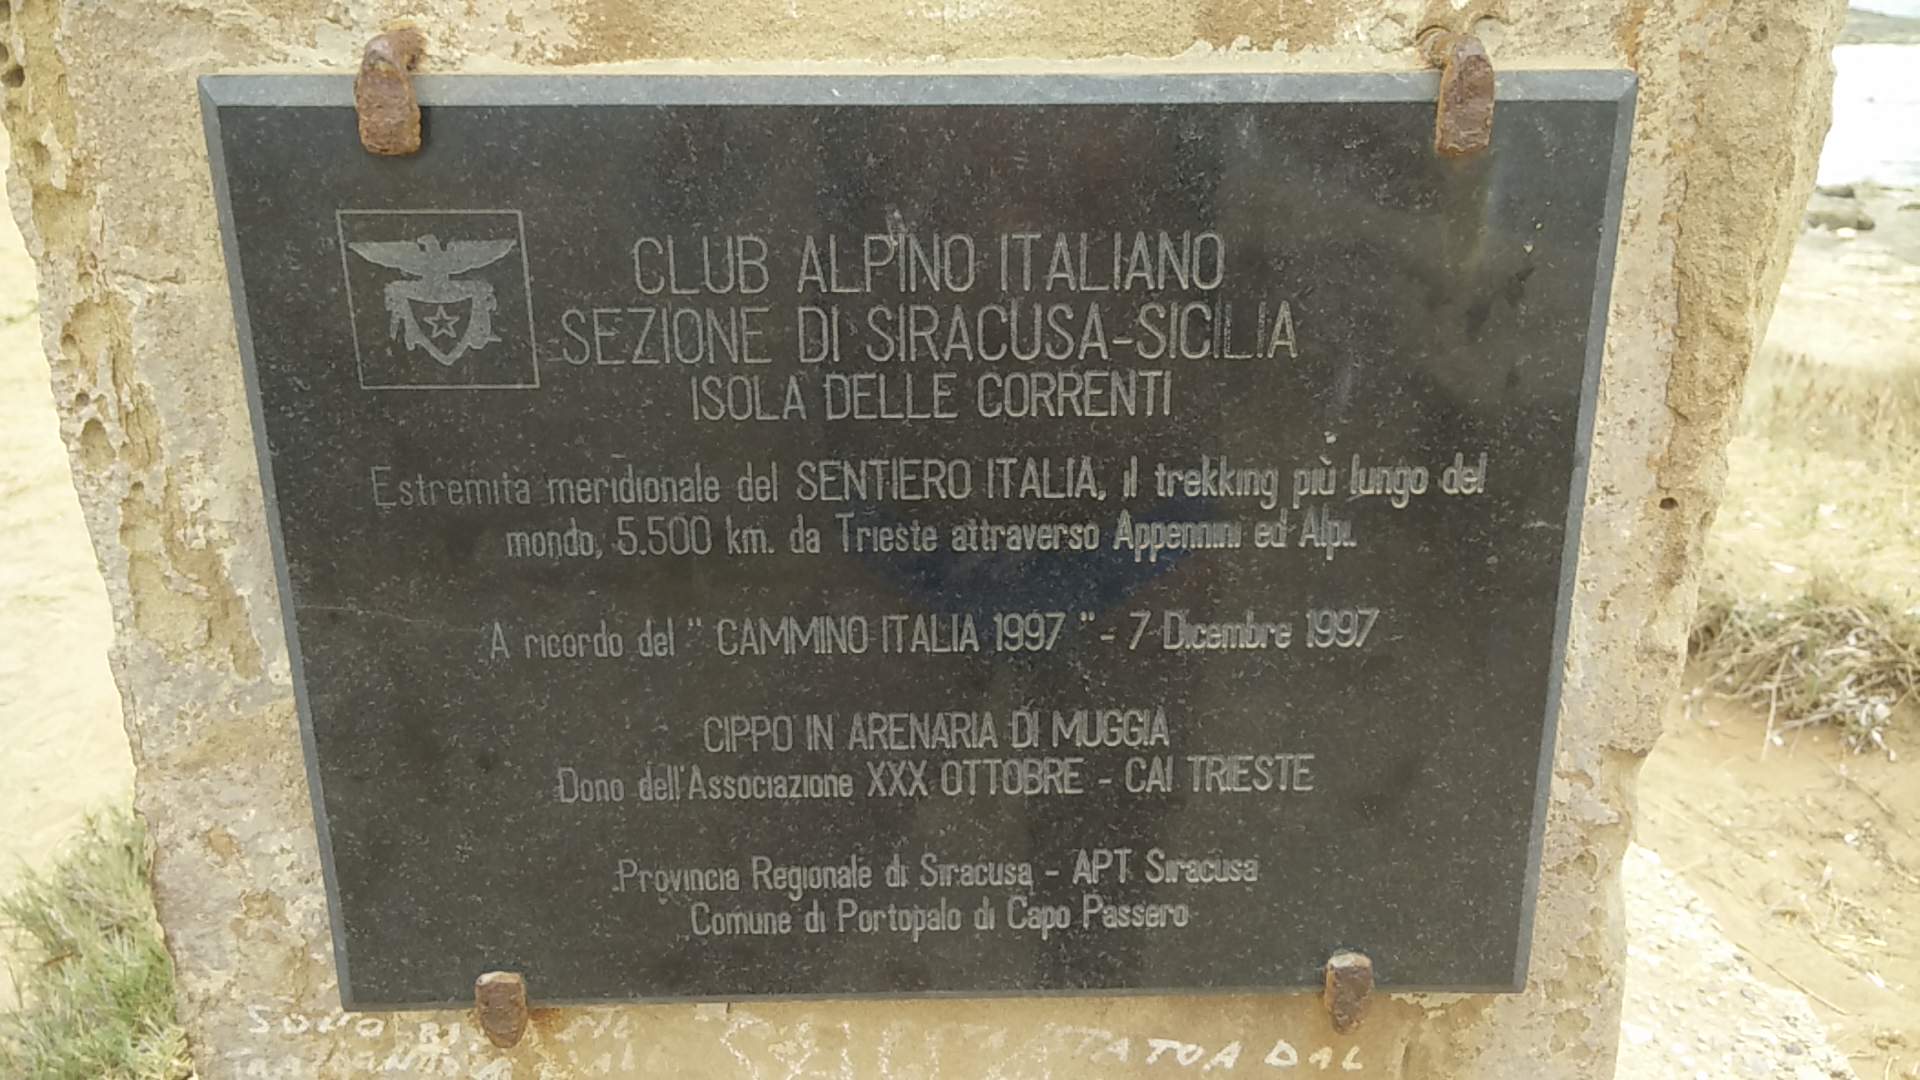 CLUB ALPINO ITALIANO
SEZIONE DI SIRACUSA-SICILIA
ISOLA DELLE CORRENTI
Estremita meridionale del SENTIERO ITALIA, il trekking più lungo del
mondo, 5.500 km. da Trieste attraverso Appennini ed Alpi.
A ricordo del " CAMMINO ITALIA 1997 " - 7 Dicembre 1997
CIPPO IN ARENARIA DI MUGGIA
Dono dell'Associazione XXX OTTOBRE - CAI TRIESTE
Provincia Regionale di Siracusa - APT Siracusa
Comune di Portopalo di Capo Passero